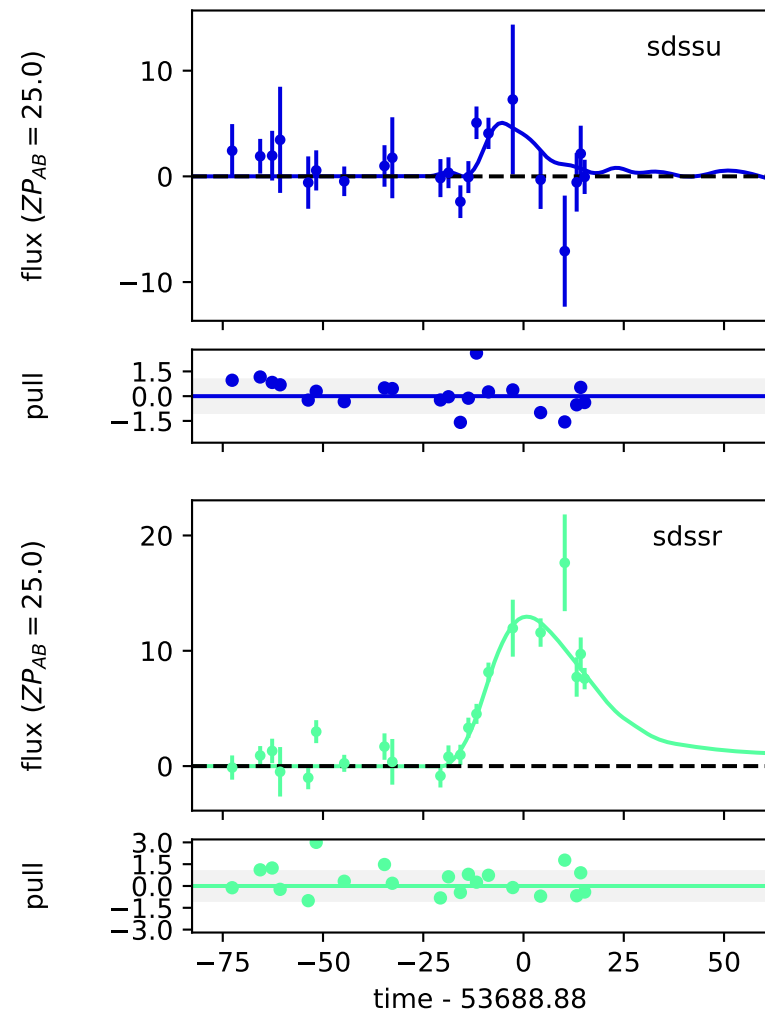 sdssu
flux (ZP_AB = 25.0)
10
0
−10
pull
1.5
0.0
−1.5
sdssr
flux (ZP_AB = 25.0)
20
10
0
pull
3.0
1.5
0.0
−1.5
−3.0
−75 −50 −25 0 25 50
time - 53688.88